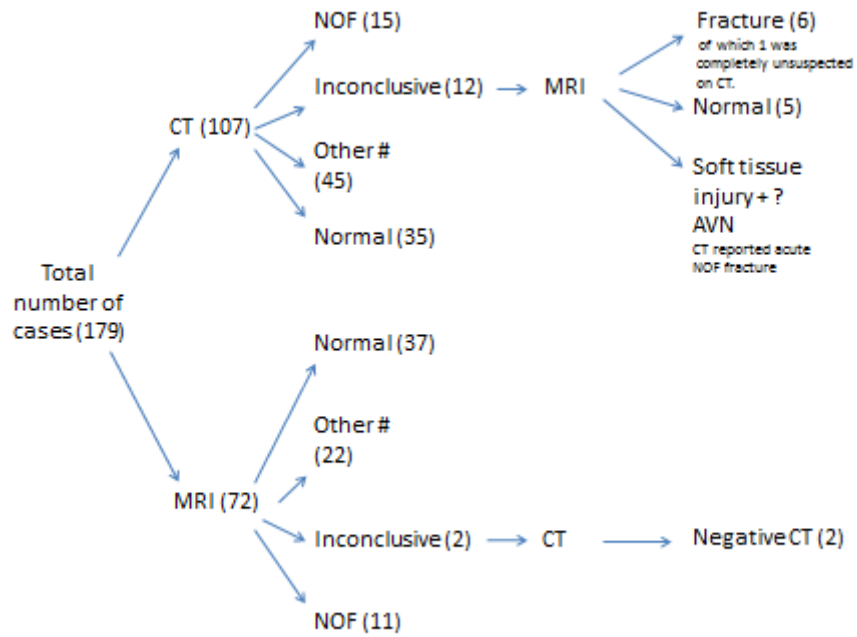 NOF (15)
Inconclusive (12)
MRI
Fracture (6)
of which 1 was
completely unsuspected
on CT.
Normal (5)
Soft tissue
injury + ?
AVN
CT reported acute
NOF fracture
CT (107)
Other #
(45)
Normal (35)
Total
number of
cases (179)
Normal (37)
Other #
(22)
MRI (72)
Inconclusive (2)
CT
Negative CT (2)
NOF (11)